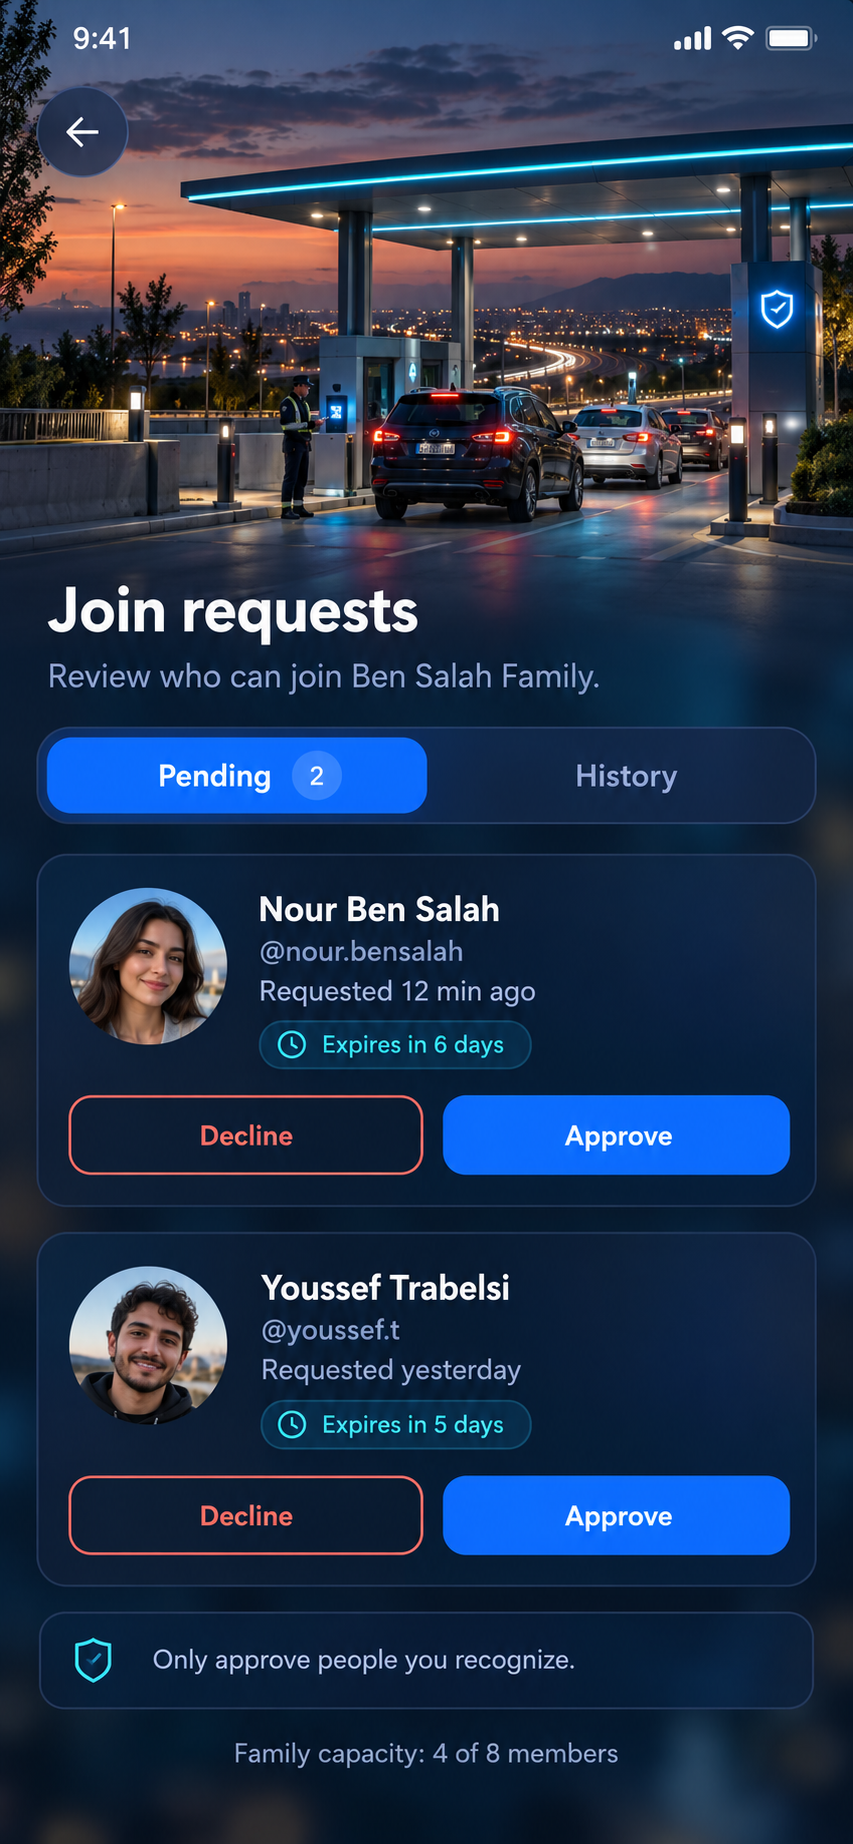 9:41
Join requests
Review who can join Ben Salah Family.
Pending 2
History
Nour Ben Salah
@nour.bensalah
Requested 12 min ago
Expires in 6 days
Decline
Approve
Youssef Trabelsi
@youssef.t
Requested yesterday
Expires in 5 days
Decline
Approve
Only approve people you recognize.
Family capacity: 4 of 8 members